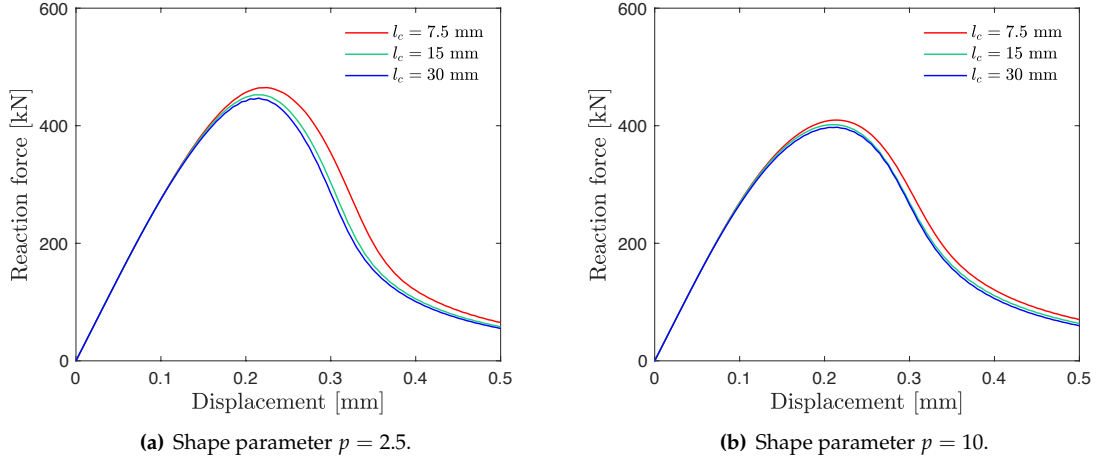 600
400
200
0
Reaction force [kN]
l_c = 7.5 mm
l_c = 15 mm
l_c = 30 mm
0 0.1 0.2 0.3 0.4 0.5
Displacement [mm]
(a) Shape parameter p = 2.5.
600
400
200
0
Reaction force [kN]
l_c = 7.5 mm
l_c = 15 mm
l_c = 30 mm
0 0.1 0.2 0.3 0.4 0.5
Displacement [mm]
(b) Shape parameter p = 10.